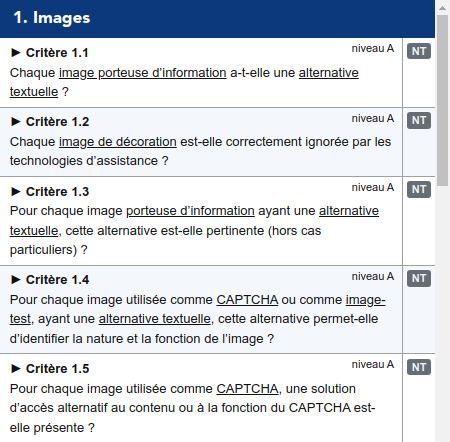 1. Images
► Critère 1.1 niveau A NT
Chaque image porteuse d'information a-t-elle une alternative
textuelle ?
► Critère 1.2 niveau A NT
Chaque image de décoration est-elle correctement ignorée par les
technologies d'assistance ?
► Critère 1.3 niveau A NT
Pour chaque image porteuse d'information ayant une alternative
textuelle, cette alternative est-elle pertinente (hors cas
particuliers) ?
► Critère 1.4 niveau A NT
Pour chaque image utilisée comme CAPTCHA ou comme image-
test, ayant une alternative textuelle, cette alternative permet-elle
d'identifier la nature et la fonction de l'image ?
► Critère 1.5 niveau A NT
Pour chaque image utilisée comme CAPTCHA, une solution
d'accès alternatif au contenu ou à la fonction du CAPTCHA est-
elle présente ?